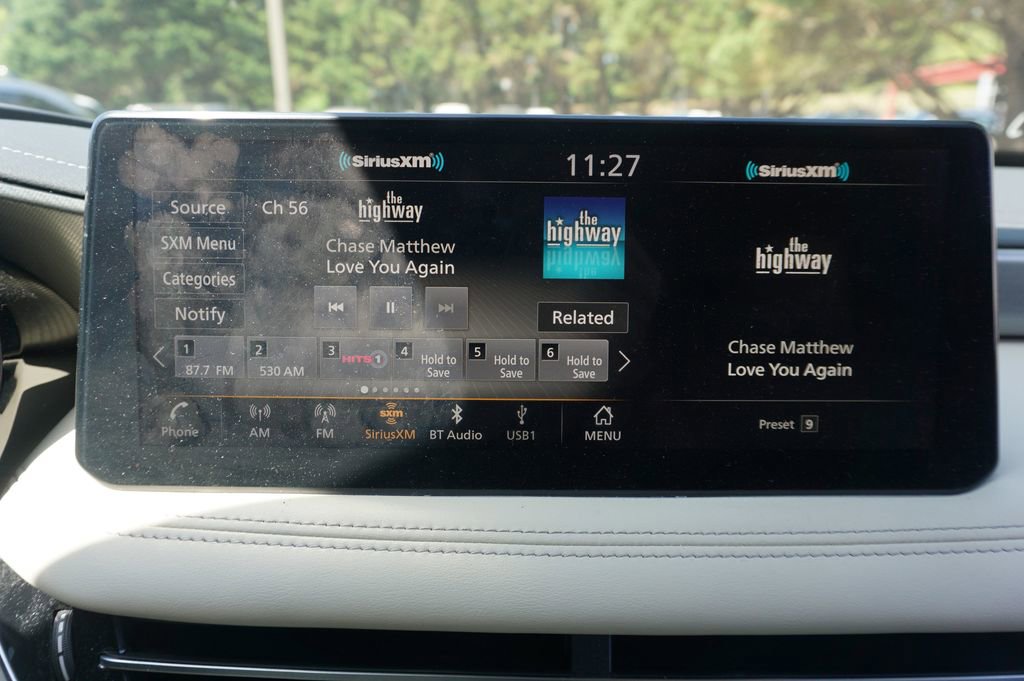 SiriusXM
11:27
SiriusXM
Source
Ch 56
the highway
SXM Menu
Chase Matthew
Love You Again
Categories
Notify
the highway
Related
1 87.7 FM
2 530 AM
3 HITS 1
4 Hold to Save
5 Hold to Save
6 Hold to Save
Phone
AM
FM
sxm
SiriusXM
BT Audio
USB1
MENU
the highway
Chase Matthew
Love You Again
Preset 9